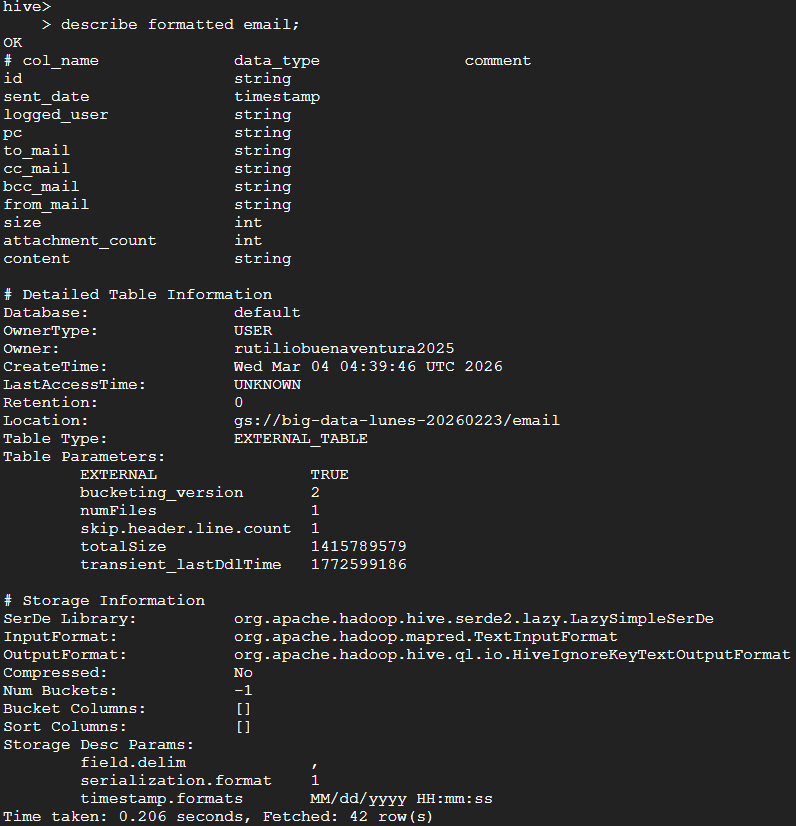 hive>
    > describe formatted email;
OK
# col_name              data_type               comment
id                      string
sent_date               timestamp
logged_user             string
pc                      string
to_mail                 string
cc_mail                 string
bcc_mail                string
from_mail               string
size                    int
attachment_count        int
content                 string

# Detailed Table Information
Database:               default
OwnerType:              USER
Owner:                  rutiliobuenaventura2025
CreateTime:             Wed Mar 04 04:39:46 UTC 2026
LastAccessTime:         UNKNOWN
Retention:              0
Location:               gs://big-data-lunes-20260223/email
Table Type:             EXTERNAL_TABLE
Table Parameters:
        EXTERNAL                TRUE
        bucketing_version       2
        numFiles                1
        skip.header.line.count  1
        totalSize               1415789579
        transient_lastDdlTime   1772599186

# Storage Information
SerDe Library:          org.apache.hadoop.hive.serde2.lazy.LazySimpleSerDe
InputFormat:            org.apache.hadoop.mapred.TextInputFormat
OutputFormat:           org.apache.hadoop.hive.ql.io.HiveIgnoreKeyTextOutputFormat
Compressed:             No
Num Buckets:            -1
Bucket Columns:         []
Sort Columns:           []
Storage Desc Params:
        field.delim             ,
        serialization.format    1
        timestamp.formats       MM/dd/yyyy HH:mm:ss
Time taken: 0.206 seconds, Fetched: 42 row(s)